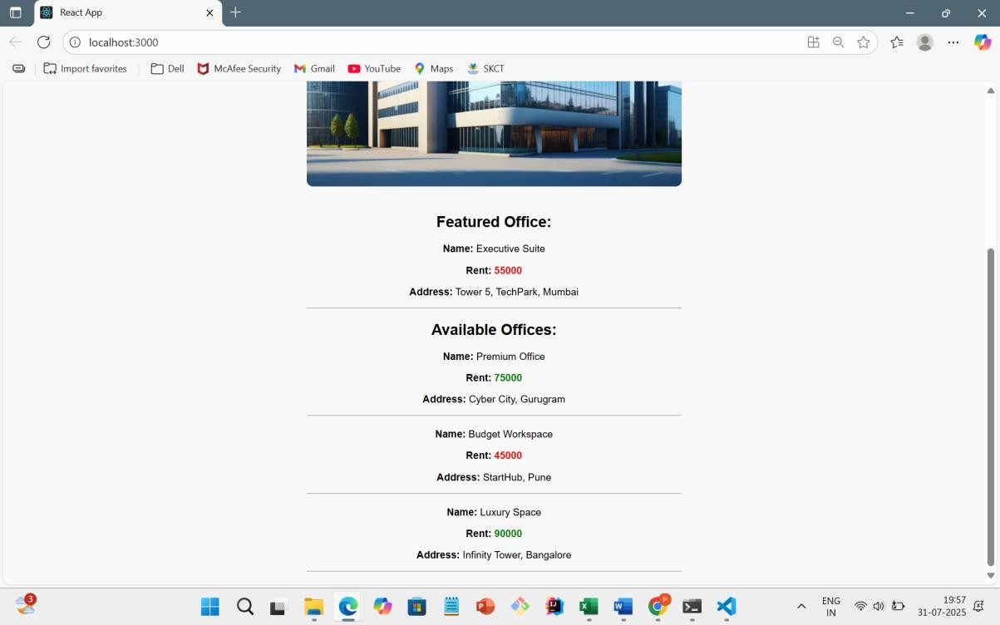 React App
localhost:3000
Import favorites
Dell
McAfee Security
Gmail
YouTube
Maps
SKCT
Featured Office:
Name: Executive Suite
Rent: 55000
Address: Tower 5, TechPark, Mumbai
Available Offices:
Name: Premium Office
Rent: 75000
Address: Cyber City, Gurugram
Name: Budget Workspace
Rent: 45000
Address: StartHub, Pune
Name: Luxury Space
Rent: 90000
Address: Infinity Tower, Bangalore
3
P
X
W
P
ENG
IN
19:57
31-07-2025